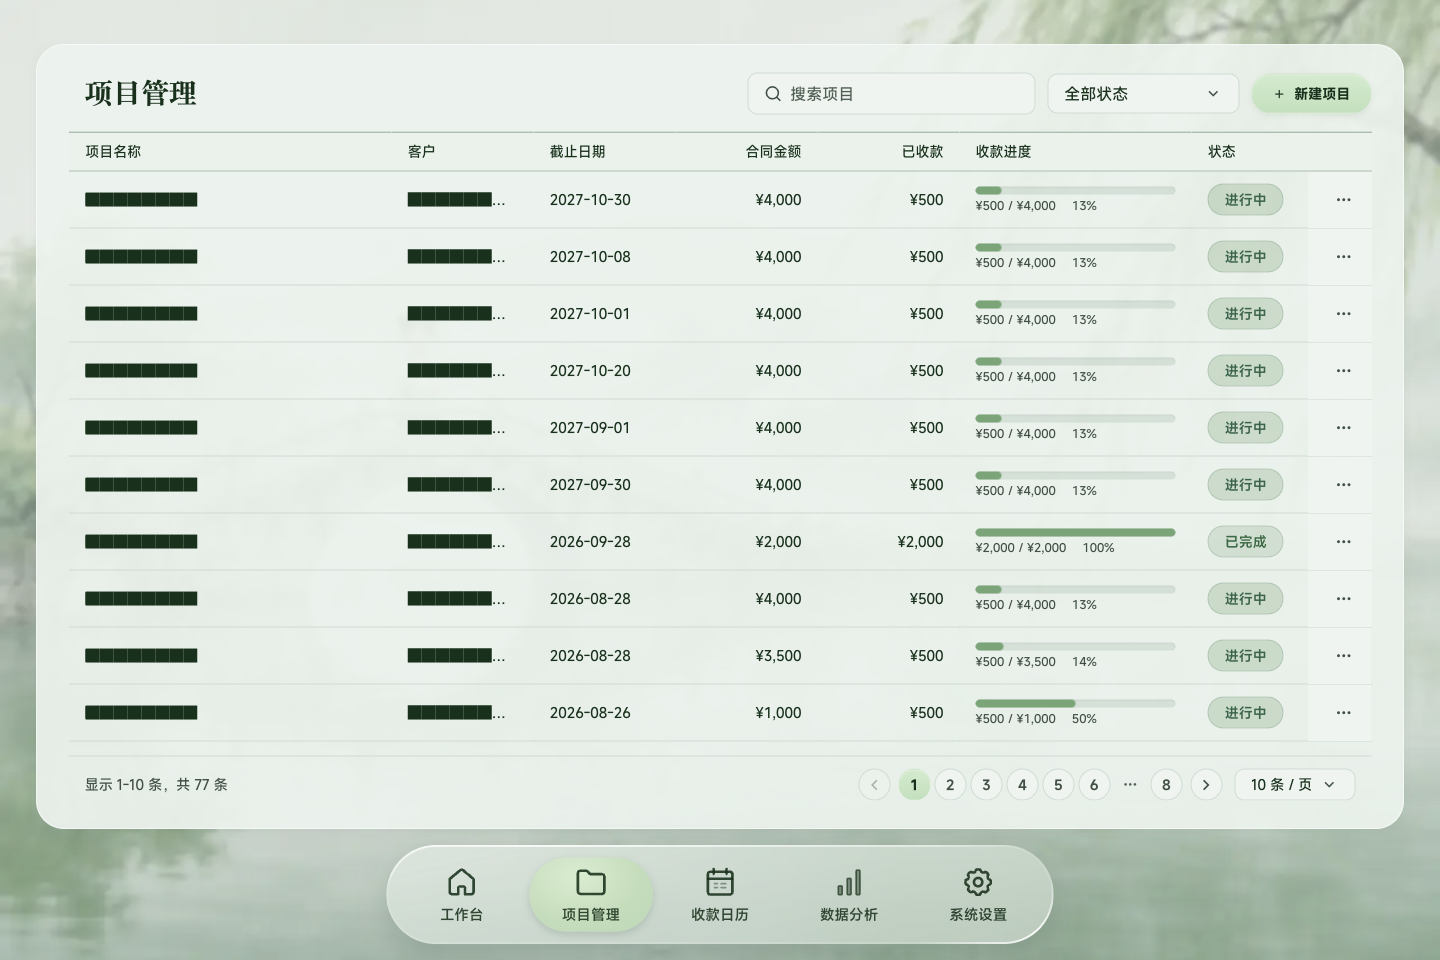 项目管理
搜索项目
全部状态
+ 新建项目
项目名称 客户 截止日期 合同金额 已收款 收款进度 状态
2027-10-30 ¥4,000 ¥500 ¥500 / ¥4,000 13% 进行中 ···
2027-10-08 ¥4,000 ¥500 ¥500 / ¥4,000 13% 进行中 ···
2027-10-01 ¥4,000 ¥500 ¥500 / ¥4,000 13% 进行中 ···
2027-10-20 ¥4,000 ¥500 ¥500 / ¥4,000 13% 进行中 ···
2027-09-01 ¥4,000 ¥500 ¥500 / ¥4,000 13% 进行中 ···
2027-09-30 ¥4,000 ¥500 ¥500 / ¥4,000 13% 进行中 ···
2026-09-28 ¥2,000 ¥2,000 ¥2,000 / ¥2,000 100% 已完成 ···
2026-08-28 ¥4,000 ¥500 ¥500 / ¥4,000 13% 进行中 ···
2026-08-28 ¥3,500 ¥500 ¥500 / ¥3,500 14% 进行中 ···
2026-08-26 ¥1,000 ¥500 ¥500 / ¥1,000 50% 进行中 ···
显示 1-10 条，共 77 条
1 2 3 4 5 6 ··· 8
10 条 / 页
工作台 项目管理 收款日历 数据分析 系统设置